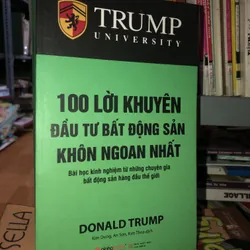 TRUMP
UNIVERSITY
100 LỜI KHUYÊN
ĐẦU TƯ BẤT ĐỘNG SẢN
KHÔN NGOAN NHẤT
Bài học kinh nghiệm từ những chuyên gia
bất động sản hàng đầu thế giới
DONALD TRUMP